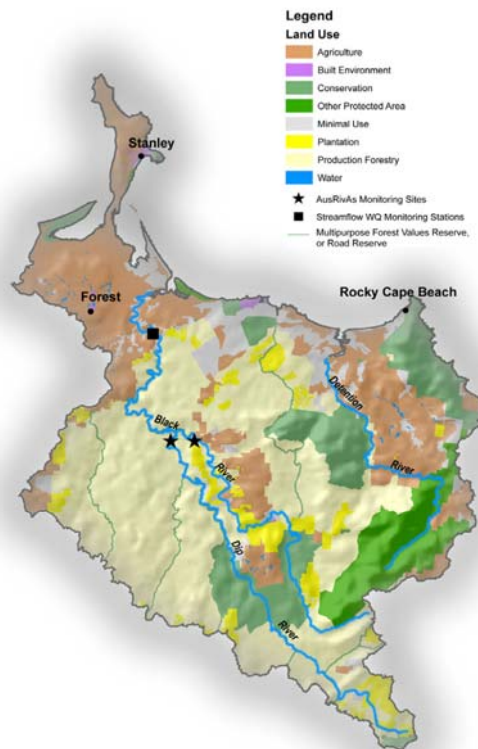 Legend
Land Use
Agriculture
Built Environment
Conservation
Other Protected Area
Minimal Use
Plantation
Production Forestry
Water
AusRivAs Monitoring Sites
Streamflow WQ Monitoring Stations
Multipurpose Forest Values Reserve,
or Road Reserve
Stanley
Forest
Rocky Cape Beach
Detention
River
Black
River
Dip
River